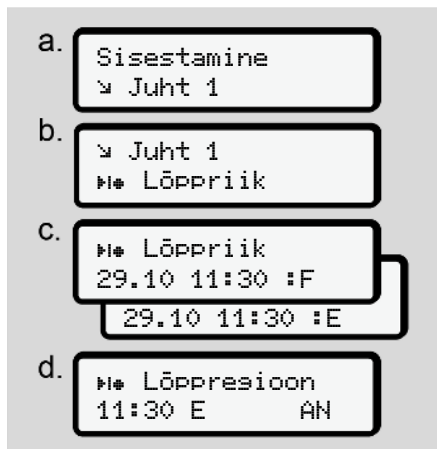 a.
Sisestamine
↘ Juht 1
b.
↘ Juht 1
Lõppriik
c.
Lõppriik
29.10 11:30 :F
29.10 11:30 :E
d.
Lõppregioon
11:30 E AN